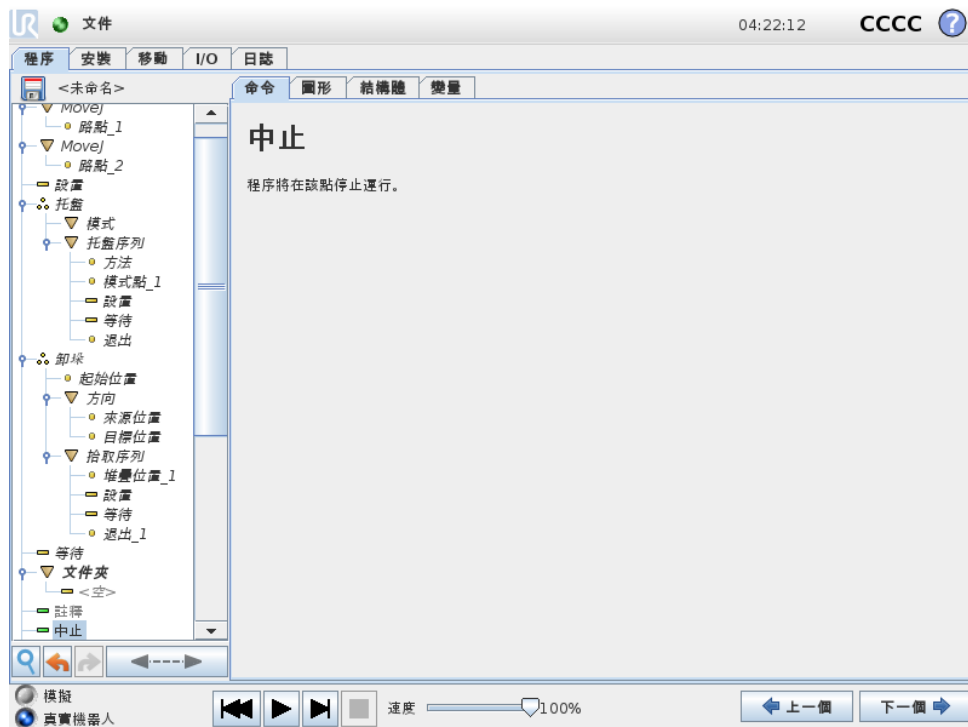 UR 文件 04:22:12 CCCC ?
程序 安裝 移動 I/O 日誌
<未命名> 命令 圖形 結構體 變量
MoveJ
路點_1
MoveJ
路點_2
設置
托盤
模式
托盤序列
方法
模式點_1
設置
等待
退出
卸垛
起始位置
方向
來源位置
目標位置
拾取序列
堆疊位置_1
設置
等待
退出_1
等待
文件夾
<空>
註釋
中止
中止
程序將在該點停止運行。
模擬
真實機器人
速度 100%
上一個 下一個